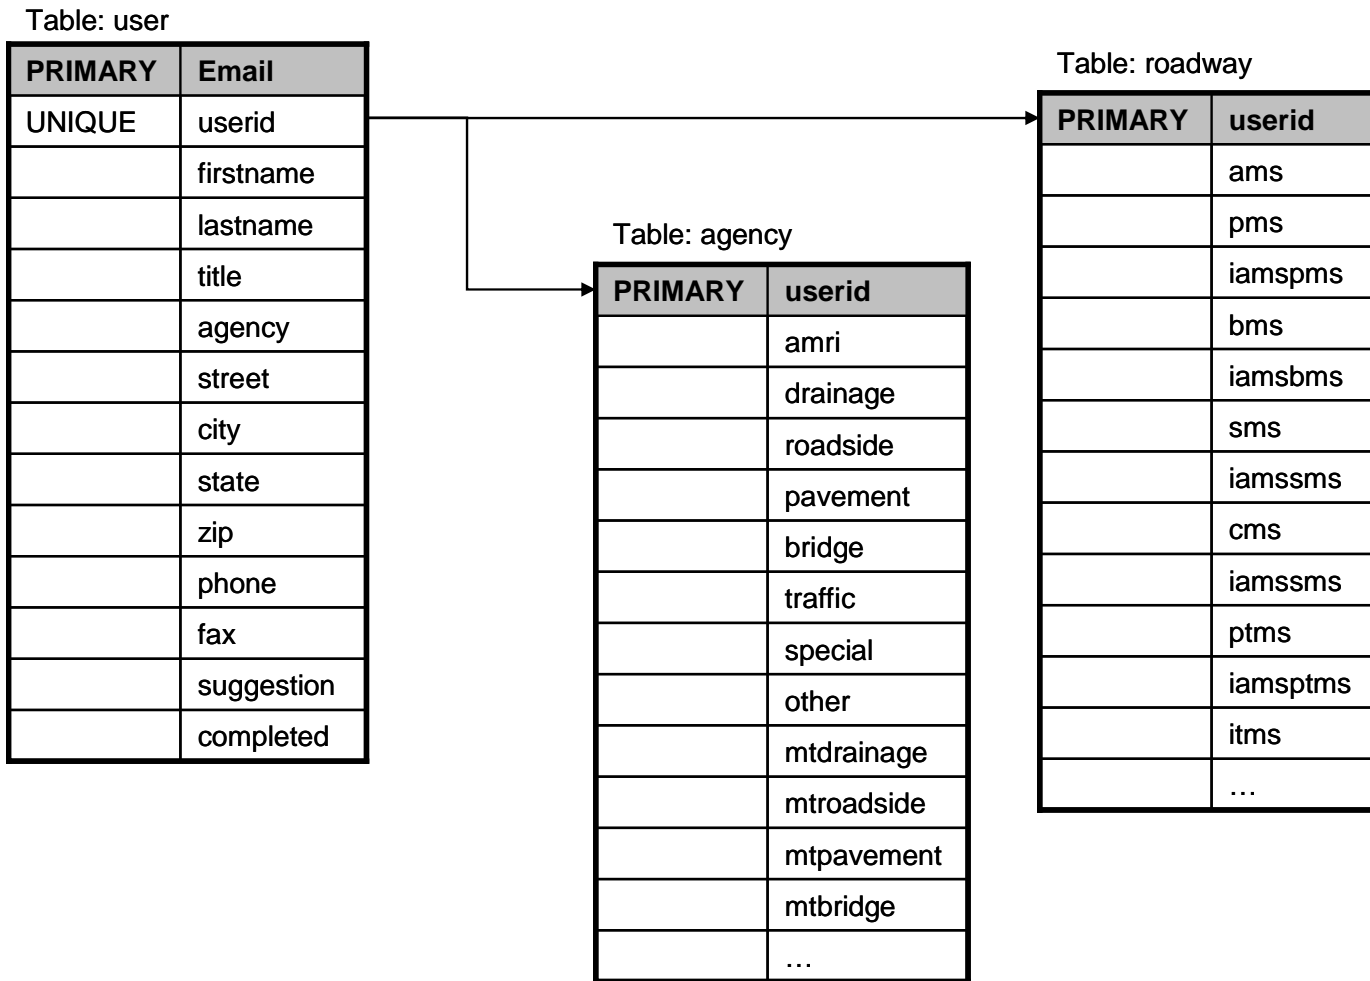 Table: user
PRIMARY Email
UNIQUE userid
firstname
lastname
title
agency
street
city
state
zip
phone
fax
suggestion
completed
Table: agency
PRIMARY userid
amri
drainage
roadside
pavement
bridge
traffic
special
other
mtdrainage
mtroadside
mtpavement
mtbridge
…
Table: roadway
PRIMARY userid
ams
pms
iamspms
bms
iamsbms
sms
iamssms
cms
iamssms
ptms
iamsptms
itms
…